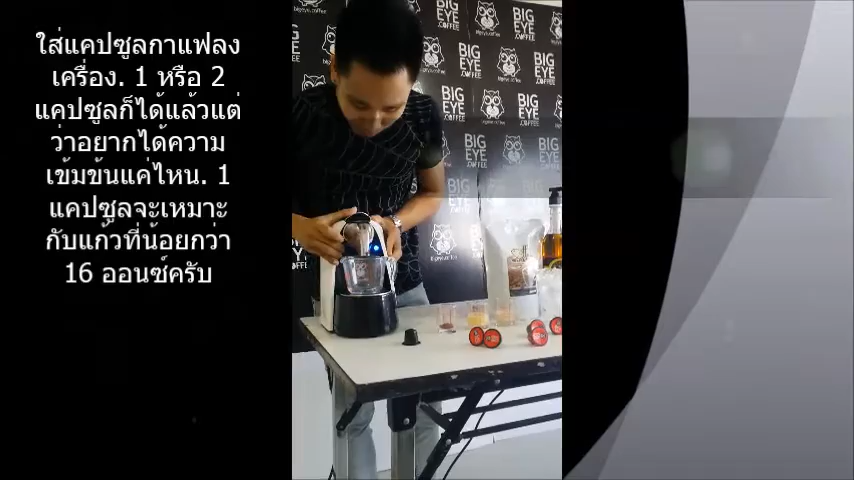 ใส่แคปซูลกาแฟลง
เครื่อง. 1 หรือ 2
แคปซูลก็ได้แล้วแต่
ว่าอยากได้ความ
เข้มข้นแค่ไหน. 1
แคปซูลจะเหมาะ
กับแก้วที่น้อยกว่า
16 ออนซ์ครับ
BIG EYE .COFFEE
bigeye.coffee